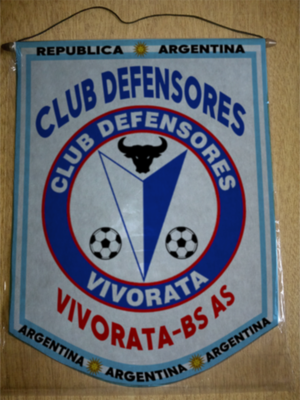 REPUBLICA ARGENTINA
CLUB DEFENSORES
CLUB DEFENSORES
VIVORATA
VIVORATA-BS AS
ARGENTINA ARGENTINA ARGENTINA